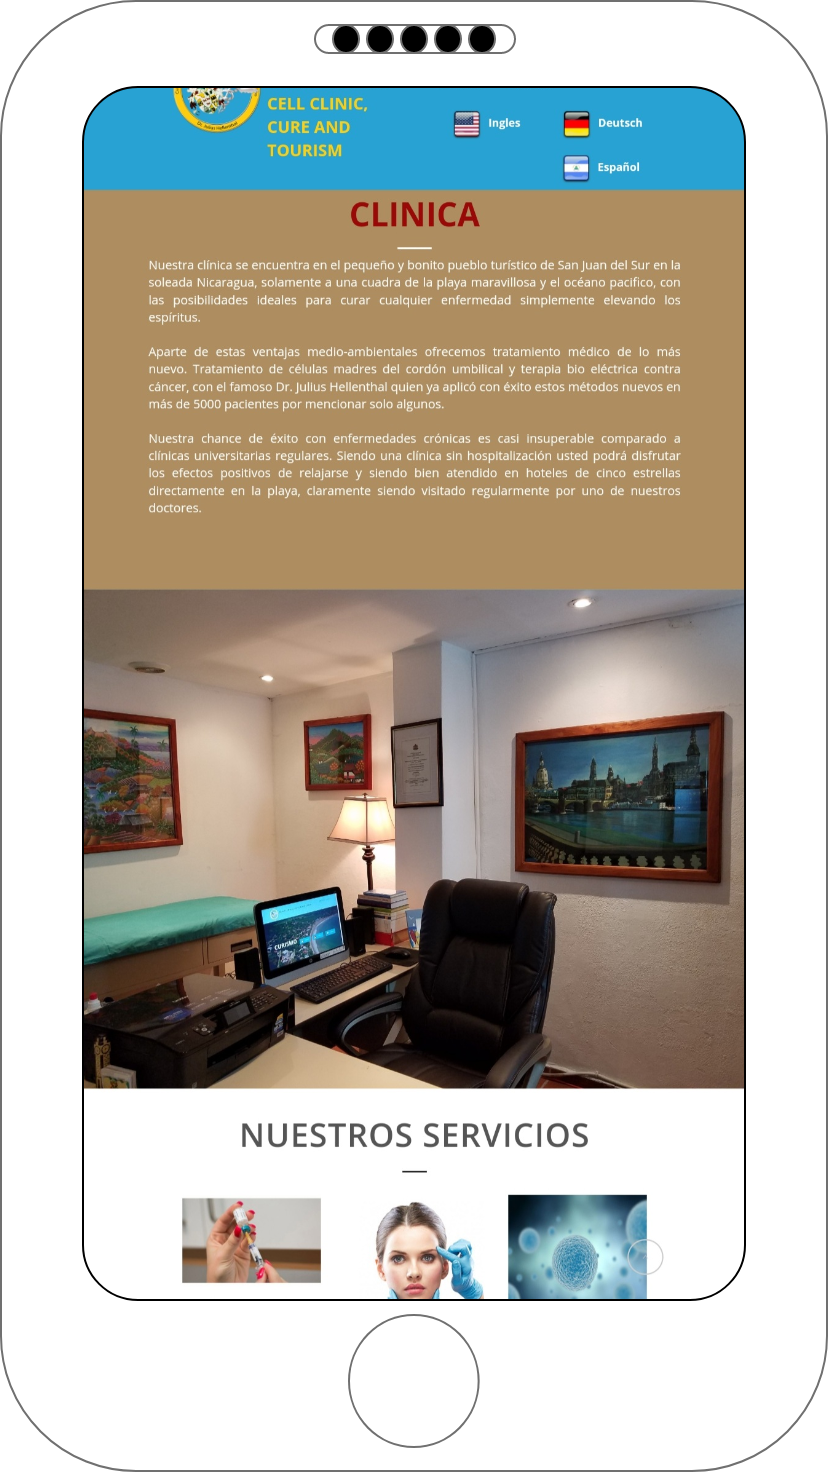 CELL CLINIC,
CURE AND
TOURISM
Ingles
Deutsch
Español
CLINICA
Nuestra clínica se encuentra en el pequeño y bonito pueblo turístico de San Juan del Sur en la
soleada Nicaragua, solamente a una cuadra de la playa maravillosa y el océano pacifico, con
las posibilidades ideales para curar cualquier enfermedad simplemente elevando los
espíritus.
Aparte de estas ventajas medio-ambientales ofrecemos tratamiento médico de lo más
nuevo. Tratamiento de células madres del cordón umbilical y terapia bio eléctrica contra
cáncer, con el famoso Dr. Julius Hellenthal quien ya aplicó con éxito estos métodos nuevos en
más de 5000 pacientes por mencionar solo algunos.
Nuestra chance de éxito con enfermedades crónicas es casi insuperable comparado a
clínicas universitarias regulares. Siendo una clínica sin hospitalización usted podrá disfrutar
los efectos positivos de relajarse y siendo bien atendido en hoteles de cinco estrellas
directamente en la playa, claramente siendo visitado regularmente por uno de nuestros
doctores.
CURISMO
NUESTROS SERVICIOS